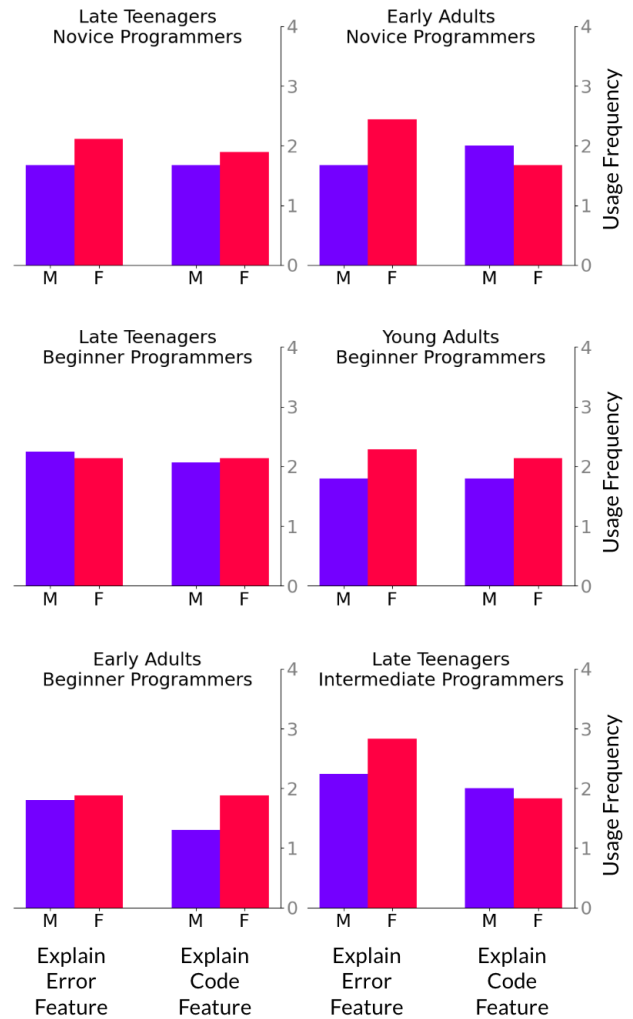 Late Teenagers
Novice Programmers
4
3
2
1
0
M F M F
Early Adults
Novice Programmers
4
3
2
1
0
M F M F
Usage Frequency
Late Teenagers
Beginner Programmers
4
3
2
1
0
M F M F
Young Adults
Beginner Programmers
4
3
2
1
0
M F M F
Usage Frequency
Early Adults
Beginner Programmers
4
3
2
1
0
M F M F
Late Teenagers
Intermediate Programmers
4
3
2
1
0
M F M F
Usage Frequency
Explain
Error
Feature
Explain
Code
Feature
Explain
Error
Feature
Explain
Code
Feature